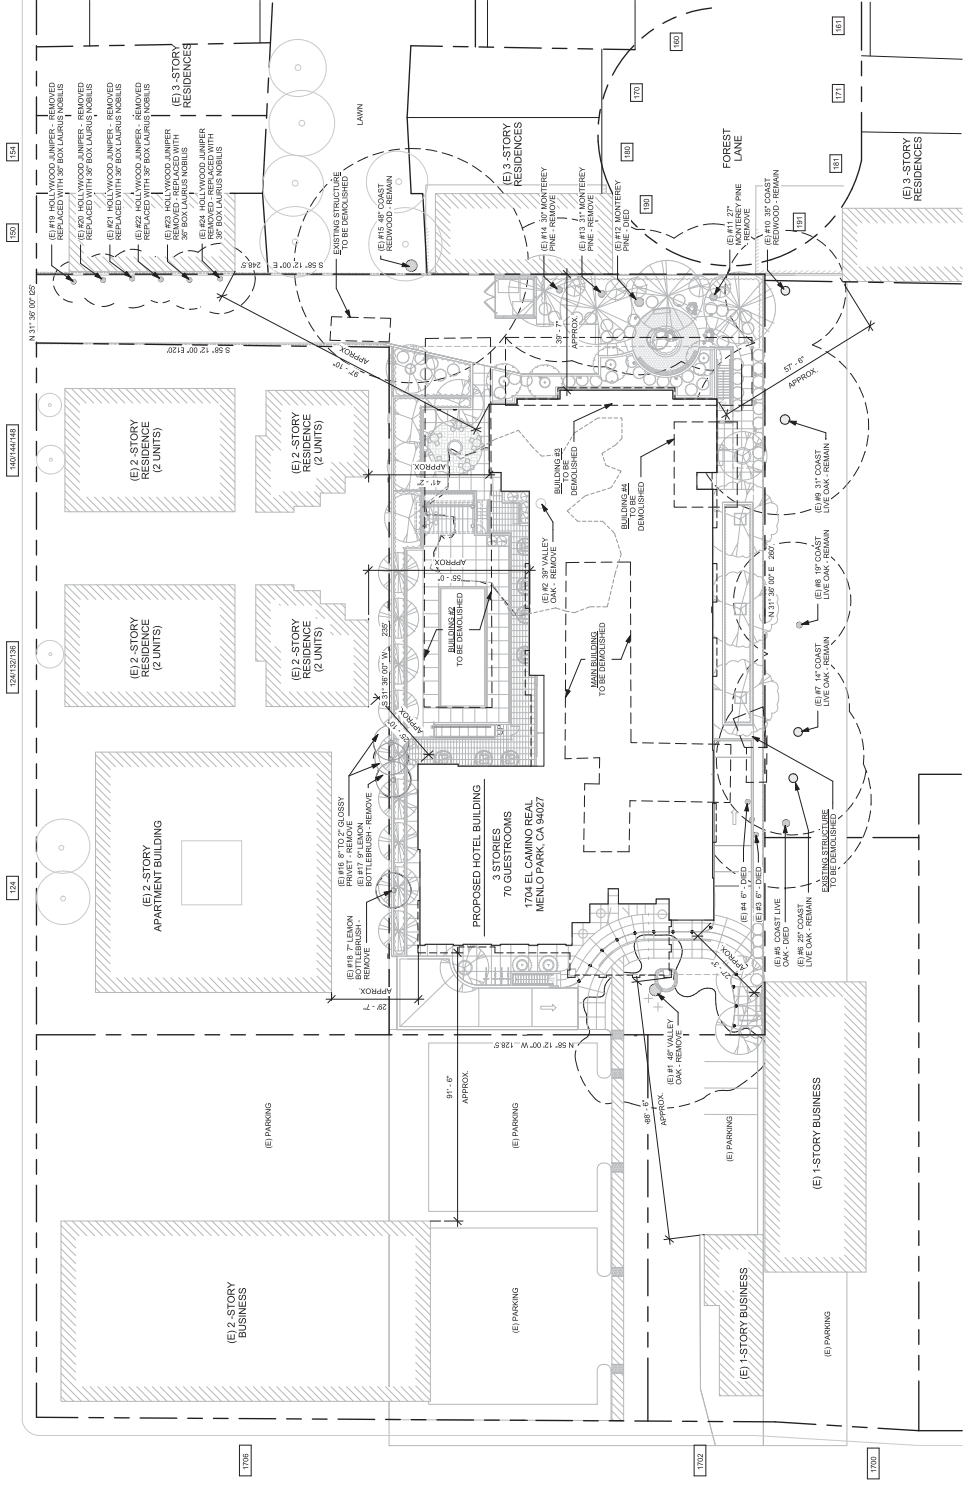 154
150
140/144/148
124/132/136
124
1706
1702
1700
160
161
170
171
180
181
190
191
(E) #19 HOLLYWOOD JUNIPER - REMOVED
REPLACED WITH 36" BOX LAURUS NOBILIS
(E) #20 HOLLYWOOD JUNIPER - REMOVED
REPLACED WITH 36" BOX LAURUS NOBILIS
(E) #21 HOLLYWOOD JUNIPER - REMOVED
REPLACED WITH 36" BOX LAURUS NOBILIS
(E) #22 HOLLYWOOD JUNIPER - REMOVED
REPLACED WITH 36" BOX LAURUS NOBILIS
(E) #23 HOLLYWOOD JUNIPER
REMOVED - REPLACED WITH
36" BOX LAURUS NOBILIS
(E) #24 HOLLYWOOD JUNIPER
REMOVED - REPLACED WITH
36" BOX LAURUS NOBILIS
(E) 3 -STORY
RESIDENCES
LAWN
EXISTING STRUCTURE
TO BE DEMOLISHED
(E) #15 48" COAST
REDWOOD - REMAIN
(E) 3 -STORY
RESIDENCES
FOREST
LANE
(E) 3 -STORY
RESIDENCES
(E) #14 30" MONTEREY
PINE - REMOVE
(E) #13 31" MONTEREY
PINE - REMOVE
(E) #12 MONTEREY
PINE - DIED
(E) #11 27"
MONTEREY PINE
REMOVE
(E) #10 35" COAST
REDWOOD - REMAIN
N 31° 36' 00" I25'
S 58° 12' 00" E 248.5'
S 58° 12' 00" E120'
97' - 10"
APPROX
39' - 7"
APPROX.
57' - 6"
APPROX.
(E) 2 -STORY
RESIDENCE
(2 UNITS)
(E) 2 -STORY
RESIDENCE
(2 UNITS)
41' - 2"
APPROX
BUILDING #3
TO BE
DEMOLISHED
BUILDING #4
TO BE
DEMOLISHED
(E) #9 31" COAST
LIVE OAK - REMAIN
(E) #2 39" VALLEY
OAK - REMOVE
55' - 0"
APPROX
(E) #8 19" COAST
LIVE OAK - REMAIN
N 31° 36' 00" E 260'
(E) 2 -STORY
RESIDENCE
(2 UNITS)
(E) 2 -STORY
RESIDENCE
(2 UNITS)
S 31° 36' 00" W 235'
BUILDING #2
TO BE DEMOLISHED
MAIN BUILDING
TO BE DEMOLISHED
(E) #7 14" COAST
LIVE OAK - REMAIN
25' - 10"
APPROX
(E) 2 -STORY
APARTMENT BUILDING
(E) #16 8" TO 2" GLOSSY
PRIVET - REMOVE
(E) #17 9" LEMON
BOTTLEBRUSH - REMOVE
PROPOSED HOTEL BUILDING
3 STORIES
70 GUESTROOMS
1704 EL CAMINO REAL
MENLO PARK, CA 94027
EXISTING STRUCTURE
TO BE DEMOLISHED
(E) #4 6" - DIED
(E) #3 6" - DIED
(E) #5 COAST LIVE
OAK - DIED
(E) #6 25" COAST
LIVE OAK - REMAIN
(E) #18 7" LEMON
BOTTLEBRUSH -
REMOVE
29' - 7"
APPROX.
27' - 3"
APPROX
N 58° 12' 00" W 128.5'
(E) #1 48" VALLEY
OAK - REMOVE
91' - 6"
APPROX.
88' - 6"
APPROX.
(E) PARKING
(E) PARKING
(E) PARKING
(E) 1-STORY BUSINESS
(E) 2 -STORY
BUSINESS
(E) PARKING
(E) 1-STORY BUSINESS
(E) PARKING